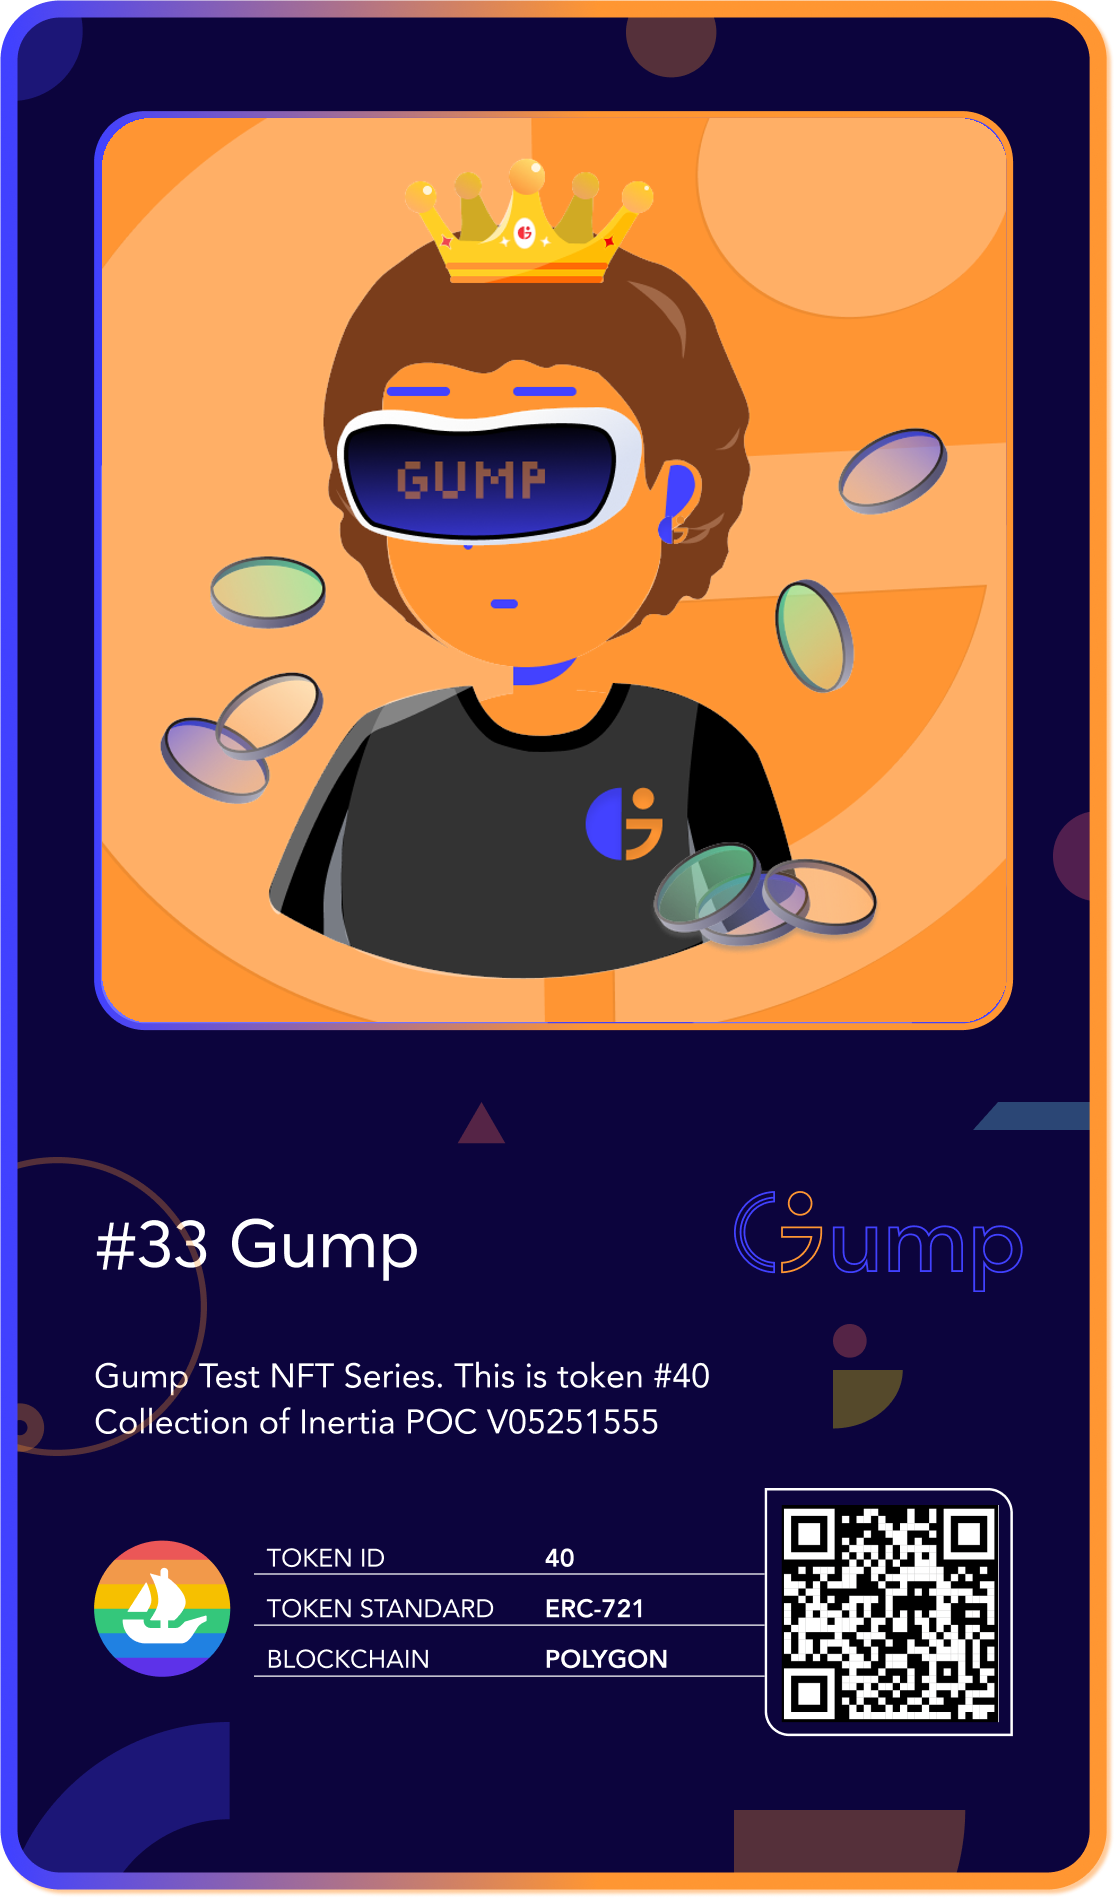 GUMP
#33 Gump
Gump
Gump Test NFT Series. This is token #40
Collection of Inertia POC V05251555
TOKEN ID 40
TOKEN STANDARD ERC-721
BLOCKCHAIN POLYGON